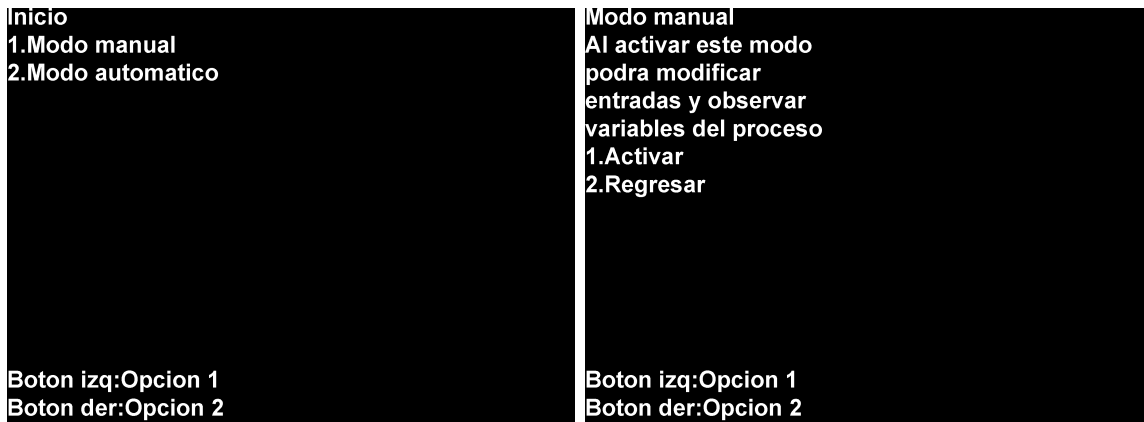 Inicio
1.Modo manual
2.Modo automatico
Boton izq:Opcion 1
Boton der:Opcion 2
Modo manual
Al activar este modo
podra modificar
entradas y observar
variables del proceso
1.Activar
2.Regresar
Boton izq:Opcion 1
Boton der:Opcion 2